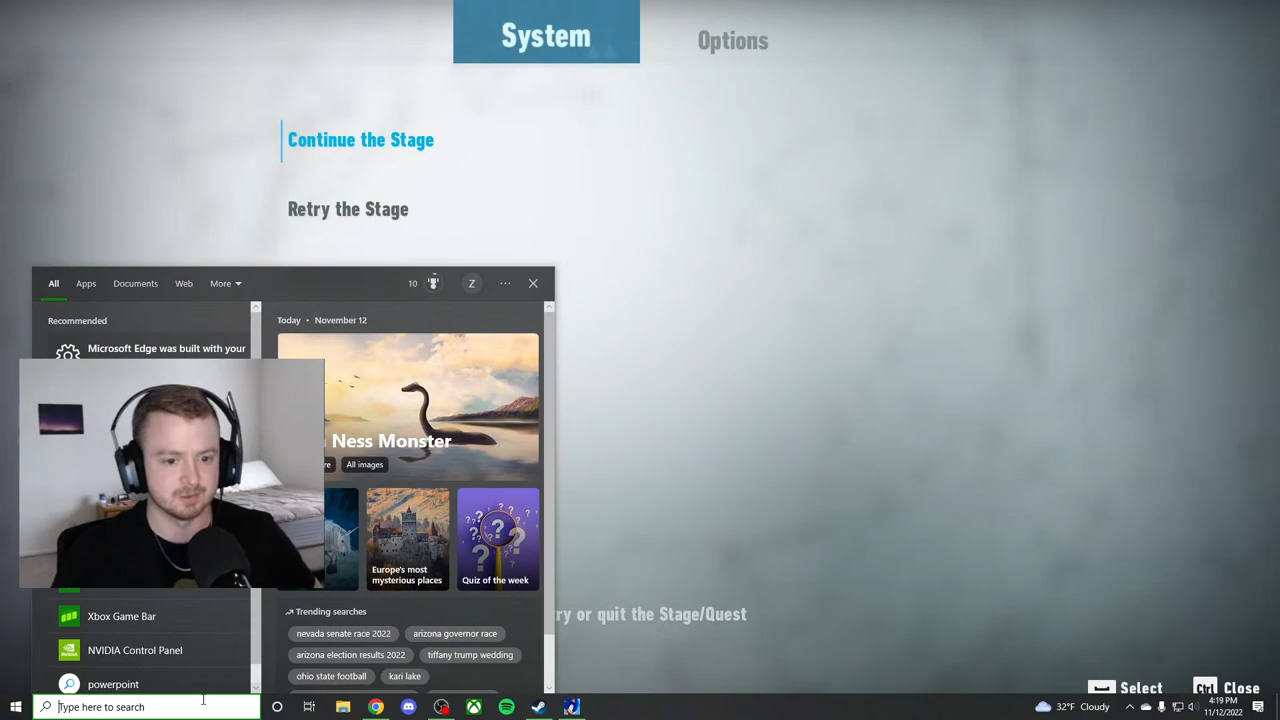 System
Options
Continue the Stage
Retry the Stage
All
Apps
Documents
Web
More
10
Z
Recommended
Microsoft Edge was built with your
Today • November 12
Ness Monster
All images
Europe's most
mysterious places
Quiz of the week
Trending searches
nevada senate race 2022
arizona governor race
arizona election results 2022
tiffany trump wedding
ohio state football
kari lake
Xbox Game Bar
NVIDIA Control Panel
powerpoint
or quit the Stage/Quest
Select
Ctrl
Close
Type here to search
32°F Cloudy
4:19 PM
11/12/2022